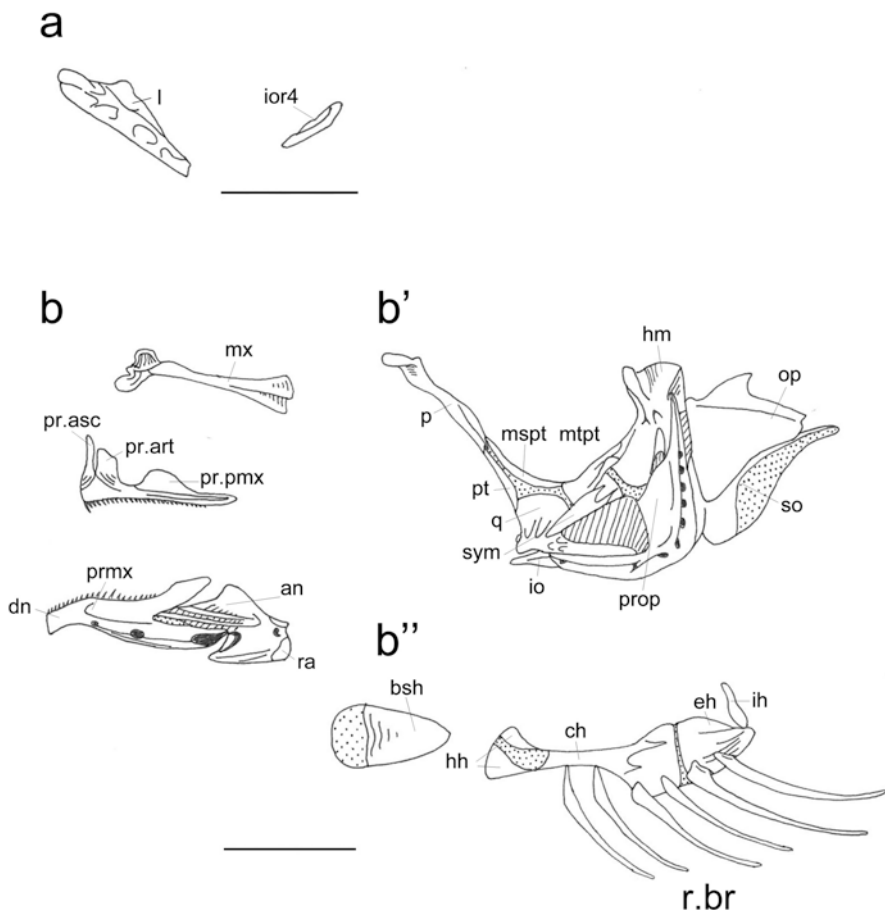 a
l
ior4
b
mx
pr.asc
pr.art
pr.pmx
prmx
an
dn
ra
b’
hm
op
p
mspt
mtpt
pt
q
so
sym
io
prop
b’’
bsh
eh
ih
ch
hh
r.br